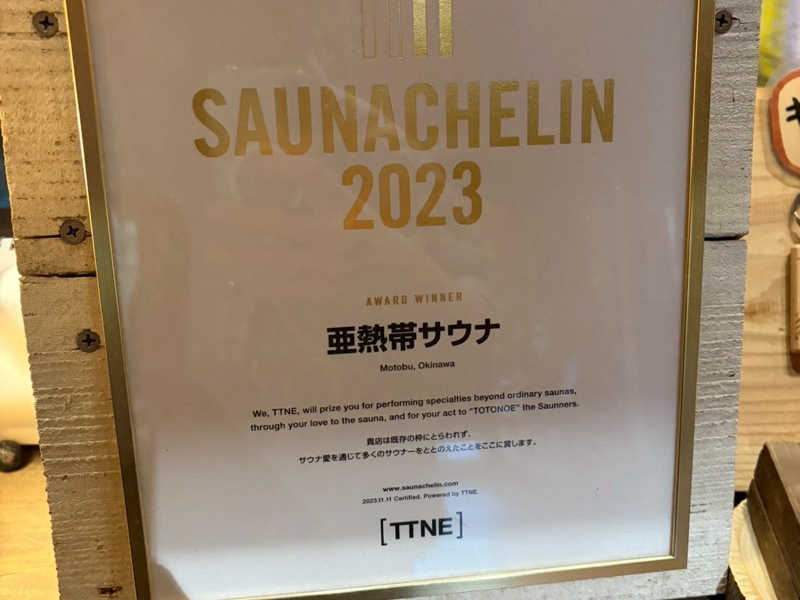 SAUNACHELIN
2023
AWARD WINNER
亜熱帯サウナ
Motobu, Okinawa
We, TTNE, will prize you for performing specialties beyond ordinary saunas,
through your love to the sauna, and for your act to "TOTONOE" the Saunners.
貴店は既存の枠にとらわれず、
サウナ愛を通じて多くのサウナーをととのえたことをここに賞します。
www.saunachelin.com
2023.11.11 Certified. Powered by TTNE.
[TTNE]